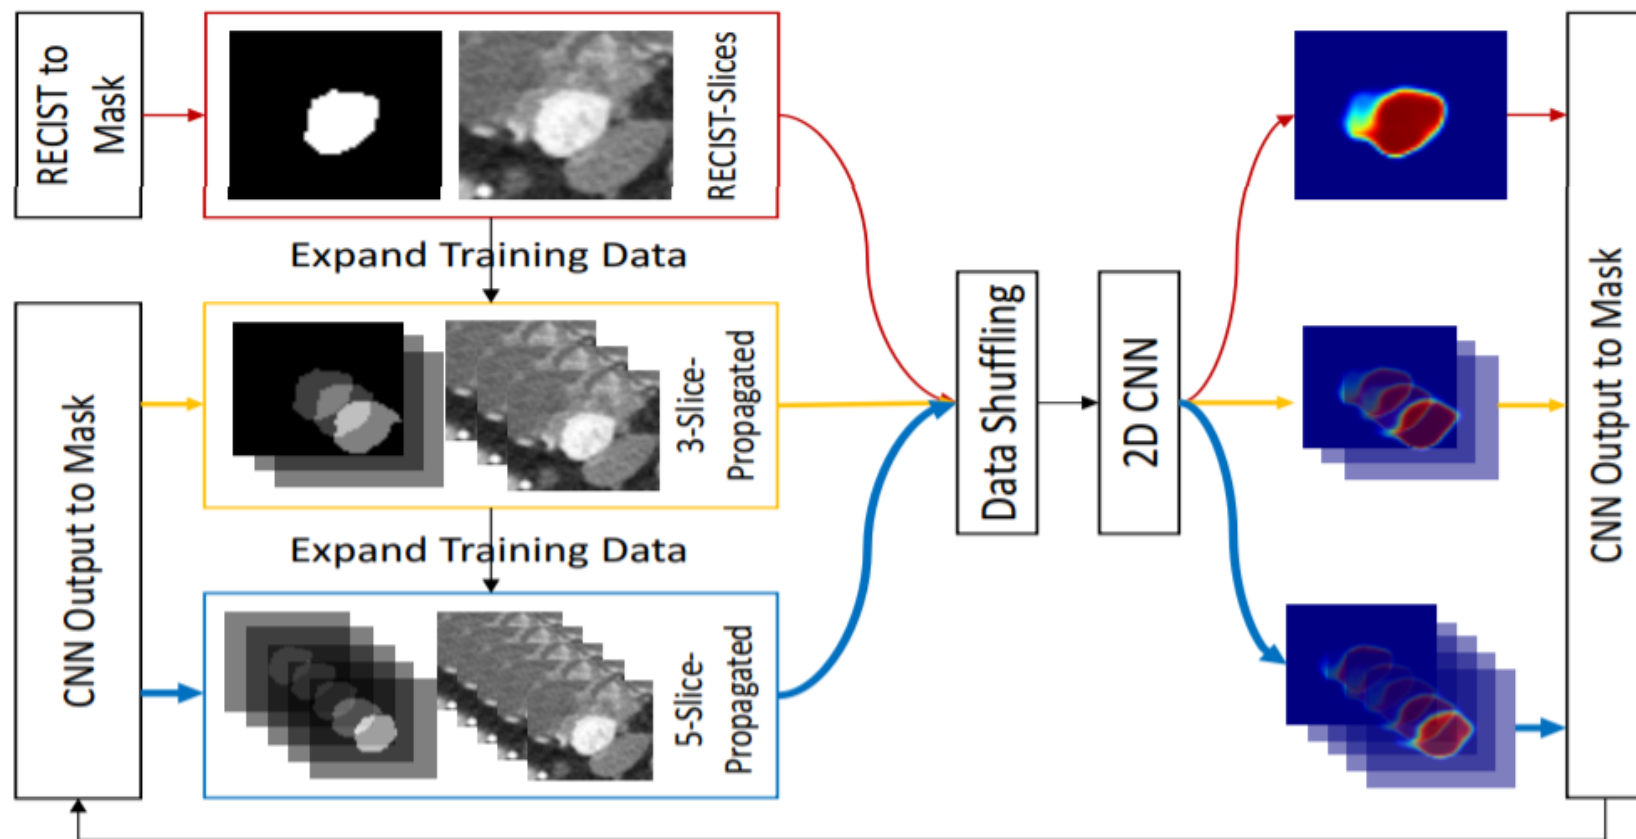 RECIST to
Mask
RECIST-Slices
Expand Training Data
CNN Output to Mask
3-Slice-
Propagated
Expand Training Data
5-Slice-
Propagated
Data Shuffling
2D CNN
CNN Output to Mask